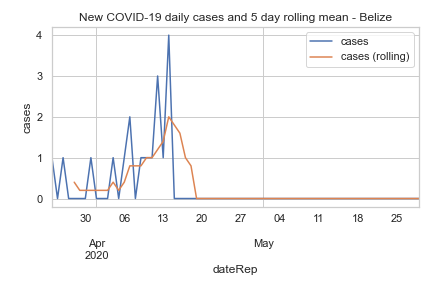 New COVID-19 daily cases and 5 day rolling mean - Belize
cases
cases (rolling)
4
3
2
1
0
cases
30 06 13 20 27 04 11 18 25
Apr May
2020
dateRep